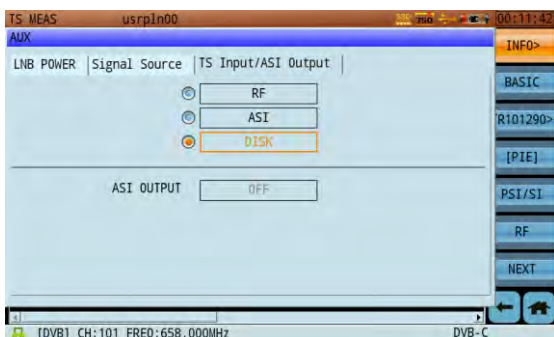 TS MEAS usrpln00 750 00:11:42
AUX
INFO>
LNB POWER Signal Source TS Input/ASI Output
BASIC
RF
ASI
R101290>
DISK
[PIE]
ASI OUTPUT OFF
PSI/SI
RF
NEXT
[DVB] CH:101 FREQ:658.000MHz DVB-C